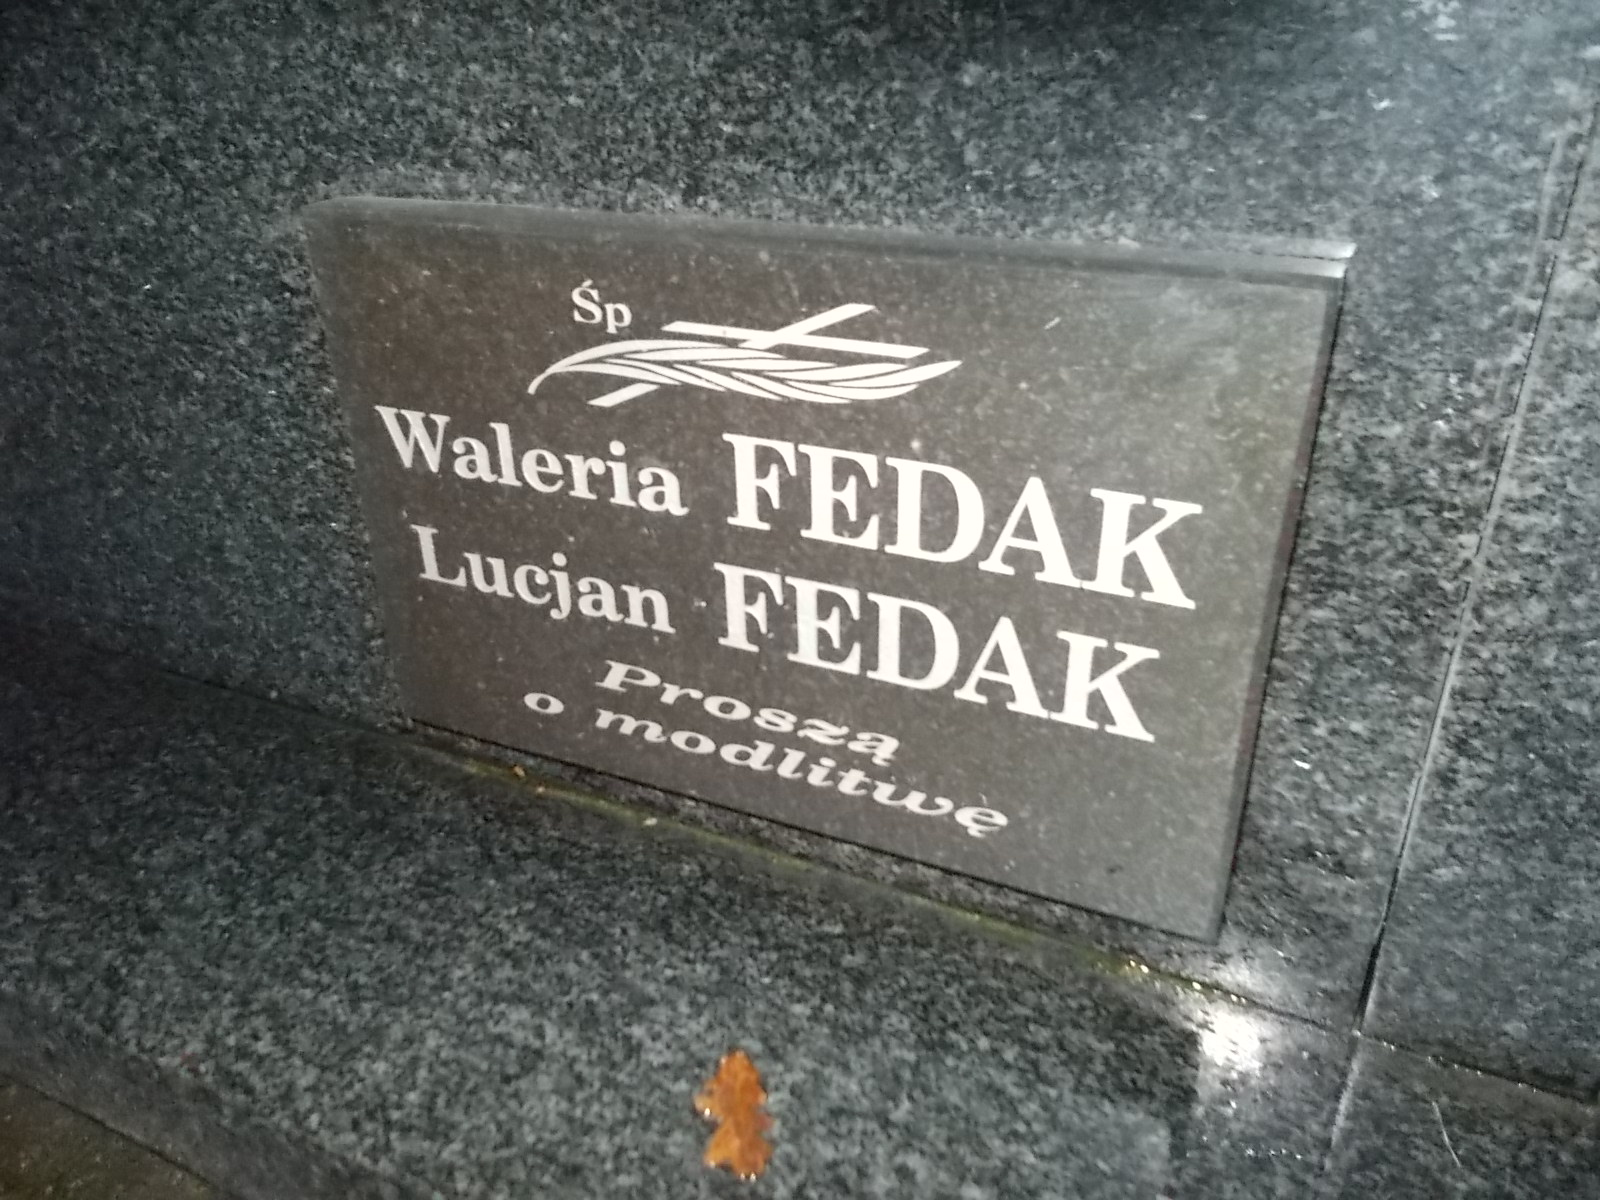 Śp
Waleria FEDAK
Lucjan FEDAK
Proszą
o modlitwę